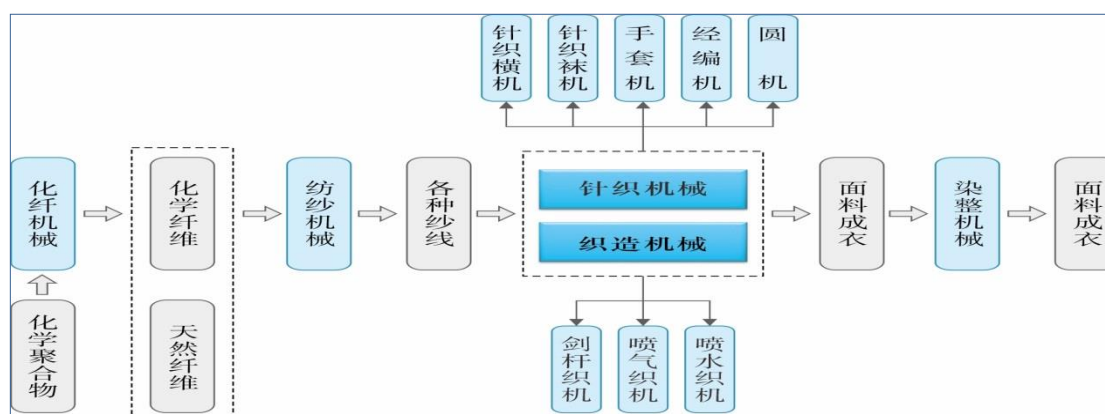 针织横机
针织袜机
手套机
经编机
圆机
化纤机械
化学纤维
纺纱机械
各种纱线
针织机械
织造机械
面料成衣
染整机械
面料成衣
化学聚合物
天然纤维
剑杆织机
喷气织机
喷水织机